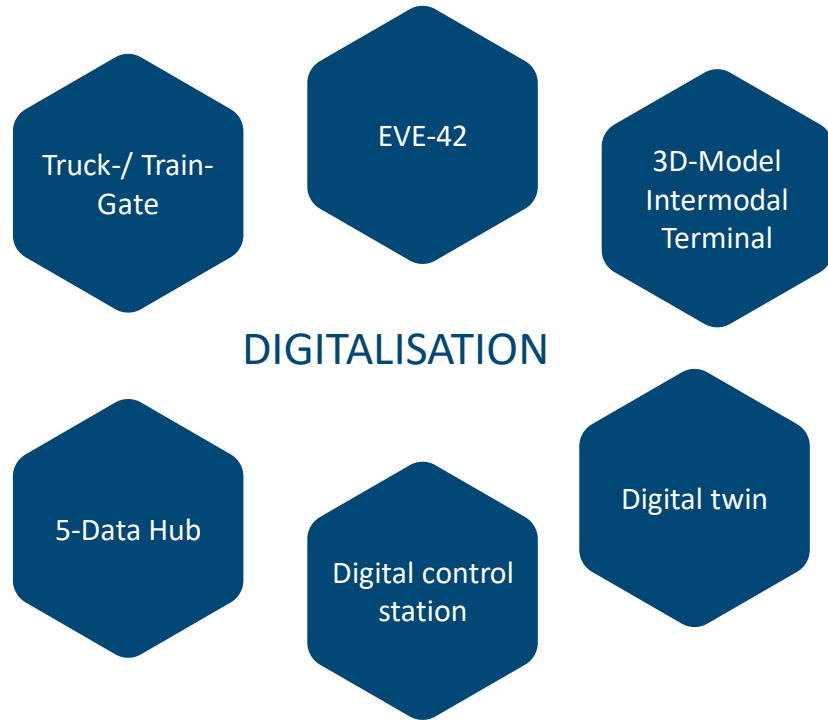 Truck-/ Train-
Gate
EVE-42
3D-Model
Intermodal
Terminal
DIGITALISATION
5-Data Hub
Digital control
station
Digital twin